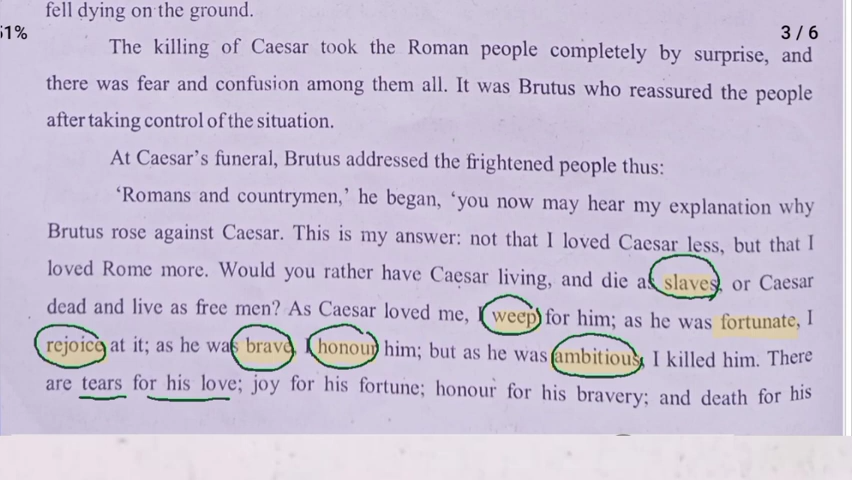 fell dying on the ground.
51%
3 / 6
The killing of Caesar took the Roman people completely by surprise, and
there was fear and confusion among them all. It was Brutus who reassured the people
after taking control of the situation.
At Caesar's funeral, Brutus addressed the frightened people thus:
'Romans and countrymen,' he began, 'you now may hear my explanation why
Brutus rose against Caesar. This is my answer: not that I loved Caesar less, but that I
loved Rome more. Would you rather have Caesar living, and die as slaves, or Caesar
dead and live as free men? As Caesar loved me, I weep for him; as he was fortunate, I
rejoice at it; as he was brave, I honour him; but as he was ambitious, I killed him. There
are tears for his love; joy for his fortune; honour for his bravery; and death for his